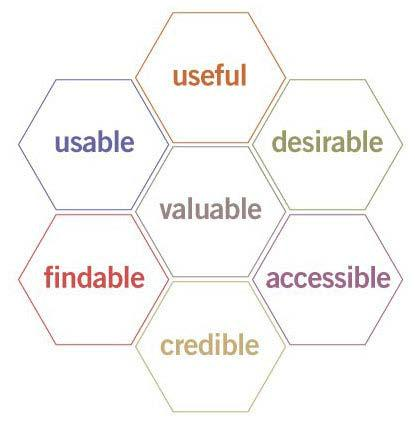 useful
usable
desirable
valuable
findable
accessible
credible